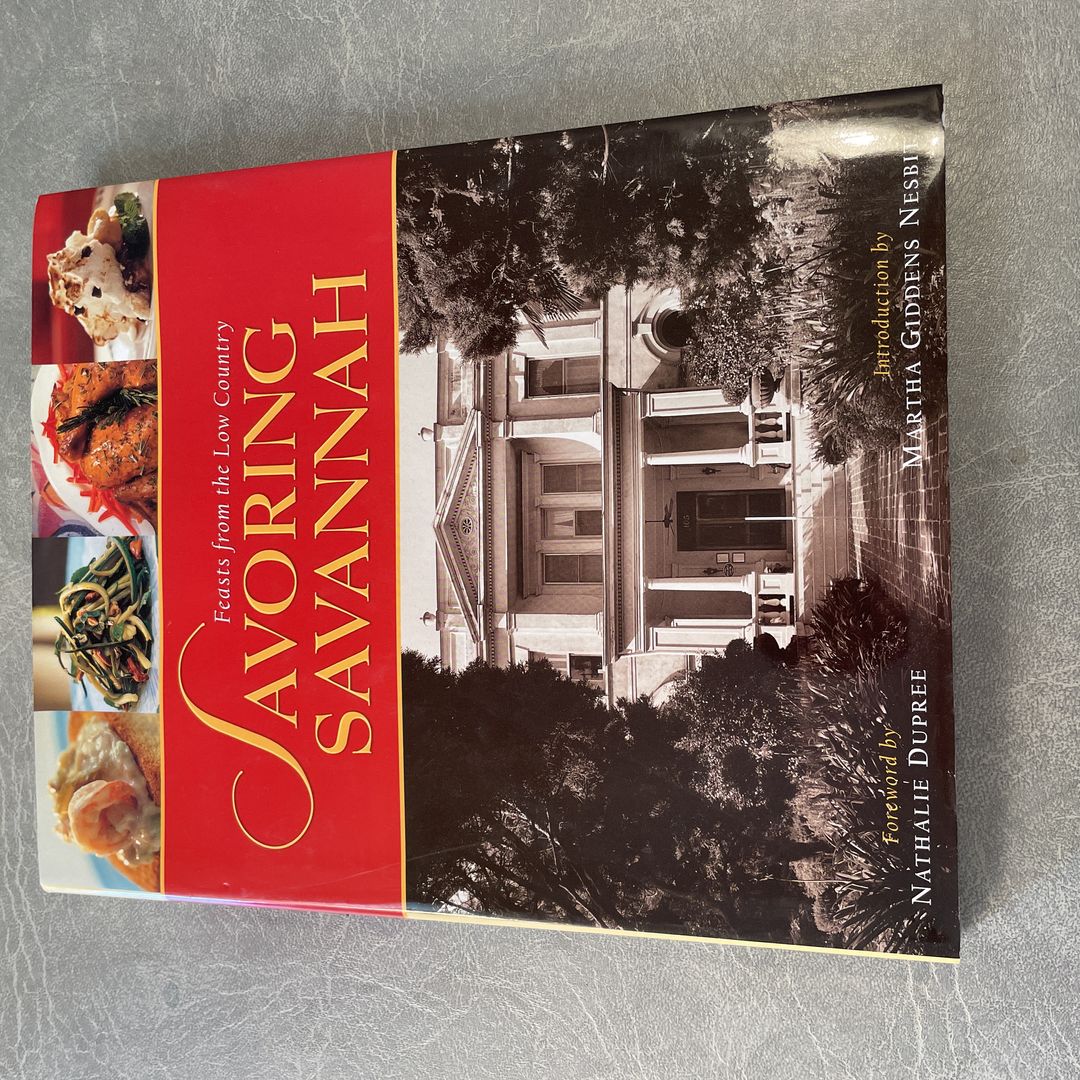 Feasts from the Low Country
SAVORING
SAVANNAH
Foreword by
NATHALIE DUPREE
Introduction by
MARTHA GIDDENS NESBIT